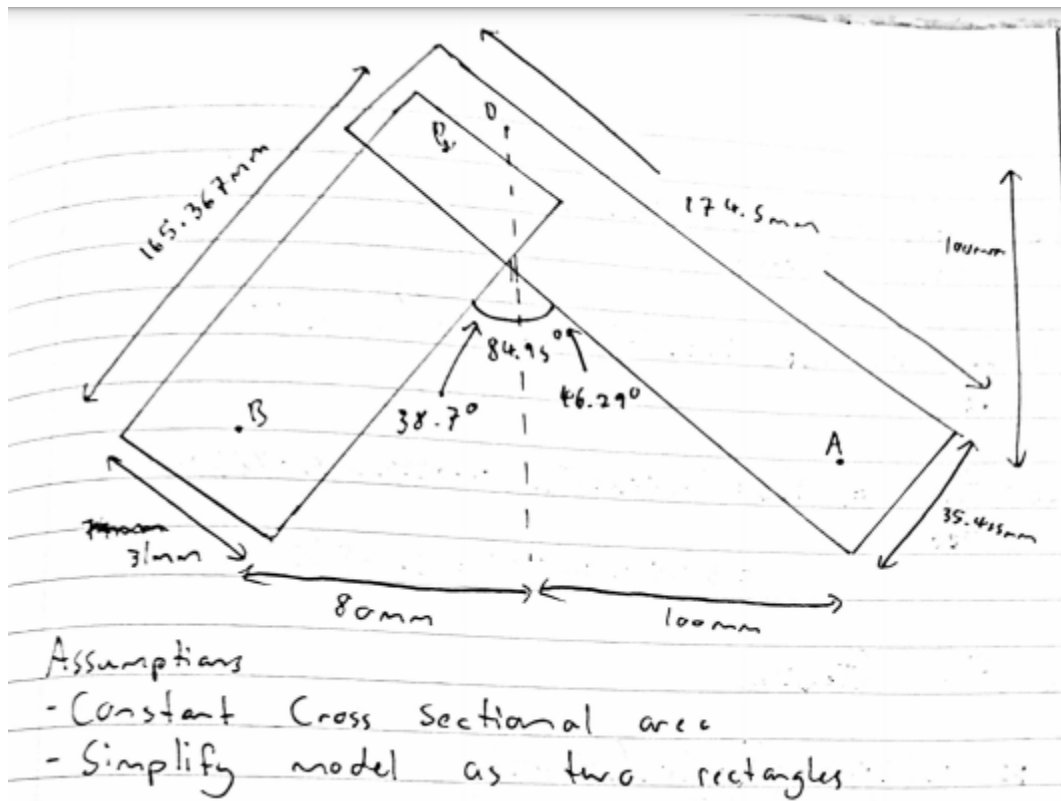 D
165.367mm
174.5mm
100mm
84.95°
38.7°
46.29°
B
A
35.455mm
31mm
80mm
100mm
Assumptions
- Constant Cross sectional area
- Simplify model as two rectangles